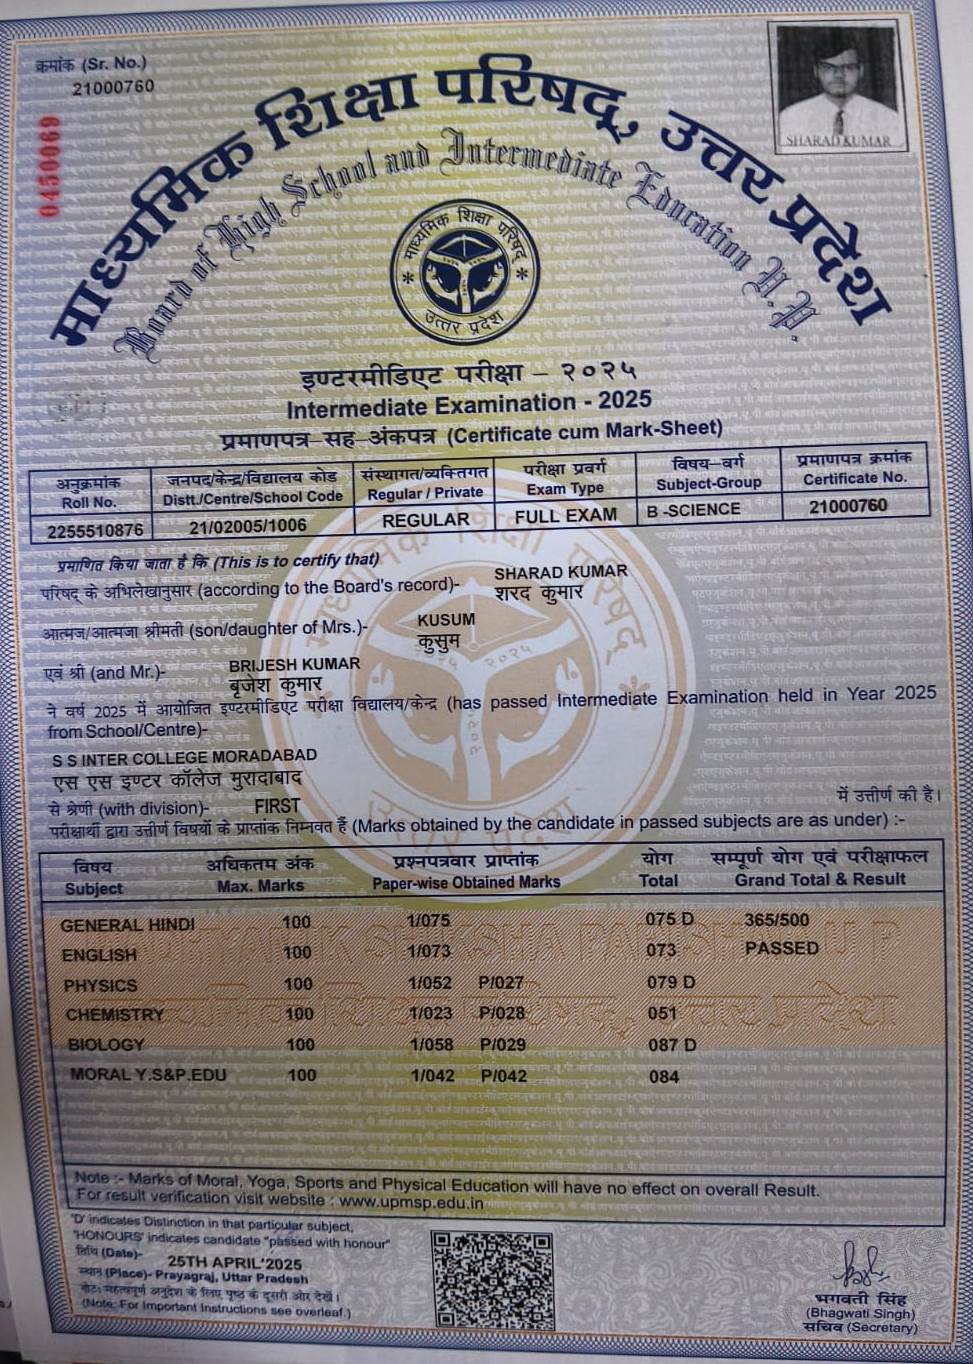 क्रमांक (Sr. No.)
21000760
0450069
SHARAD KUMAR
माध्यमिक शिक्षा परिषद्, उत्तर प्रदेश
Board of High School and Intermediate Education U.P.
माध्यमिक शिक्षा परिषद्
उत्तर प्रदेश
इण्टरमीडिएट परीक्षा – २०२५
Intermediate Examination - 2025
प्रमाणपत्र–सह–अंकपत्र (Certificate cum Mark-Sheet)
अनुक्रमांक जनपद/केन्द्र/विद्यालय कोड संस्थागत/व्यक्तिगत परीक्षा प्रवर्ग विषय–वर्ग प्रमाणपत्र क्रमांक
Roll No. Distt./Centre/School Code Regular / Private Exam Type Subject-Group Certificate No.
2255510876 21/02005/1006 REGULAR FULL EXAM B -SCIENCE 21000760
प्रमाणित किया जाता है कि (This is to certify that)
परिषद् के अभिलेखानुसार (according to the Board's record)- SHARAD KUMAR
शरद कुमार
आत्मज/आत्मजा श्रीमती (son/daughter of Mrs.)- KUSUM
कुसुम
एवं श्री (and Mr.)- BRIJESH KUMAR
बृजेश कुमार
ने वर्ष 2025 में आयोजित इण्टरमीडिएट परीक्षा विद्यालय/केन्द्र (has passed Intermediate Examination held in Year 2025
from School/Centre)-
S S INTER COLLEGE MORADABAD
एस एस इण्टर कॉलेज मुरादाबाद
से श्रेणी (with division)- FIRST में उत्तीर्ण की है।
परीक्षार्थी द्वारा उत्तीर्ण विषयों के प्राप्तांक निम्नवत हैं (Marks obtained by the candidate in passed subjects are as under) :-
विषय अधिकतम अंक प्रश्नपत्रवार प्राप्तांक योग सम्पूर्ण योग एवं परीक्षाफल
Subject Max. Marks Paper-wise Obtained Marks Total Grand Total & Result
GENERAL HINDI 100 1/075 075 D 365/500
ENGLISH 100 1/073 073 PASSED
PHYSICS 100 1/052 P/027 079 D
CHEMISTRY 100 1/023 P/028 051
BIOLOGY 100 1/058 P/029 087 D
MORAL Y.S&P.EDU 100 1/042 P/042 084
Note :- Marks of Moral, Yoga, Sports and Physical Education will have no effect on overall Result.
For result verification visit website : www.upmsp.edu.in
'D' indicates Distinction in that particular subject,
'HONOURS' indicates candidate "passed with honour"
तिथि (Date)- 25TH APRIL'2025
स्थान (Place)- Prayagraj, Uttar Pradesh
नोट: महत्वपूर्ण अनुदेश के लिए पृष्ठ के दूसरी ओर देखें।
(Note: For Important Instructions see overleaf.)
भगवती सिंह
(Bhagwati Singh)
सचिव (Secretary)